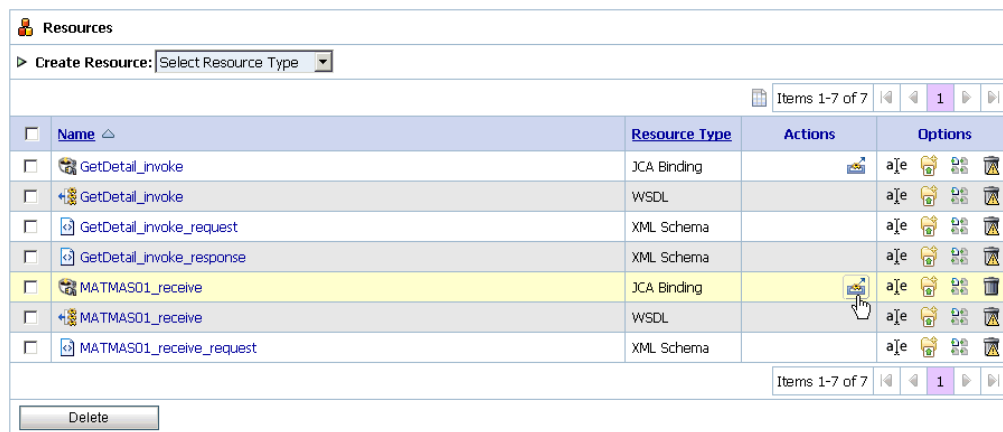 Resources
Create Resource: Select Resource Type
Items 1-7 of 7 1
Name Resource Type Actions Options
GetDetail_invoke JCA Binding
GetDetail_invoke WSDL
GetDetail_invoke_request XML Schema
GetDetail_invoke_response XML Schema
MATMAS01_receive JCA Binding
MATMAS01_receive WSDL
MATMAS01_receive_request XML Schema
Items 1-7 of 7 1
Delete